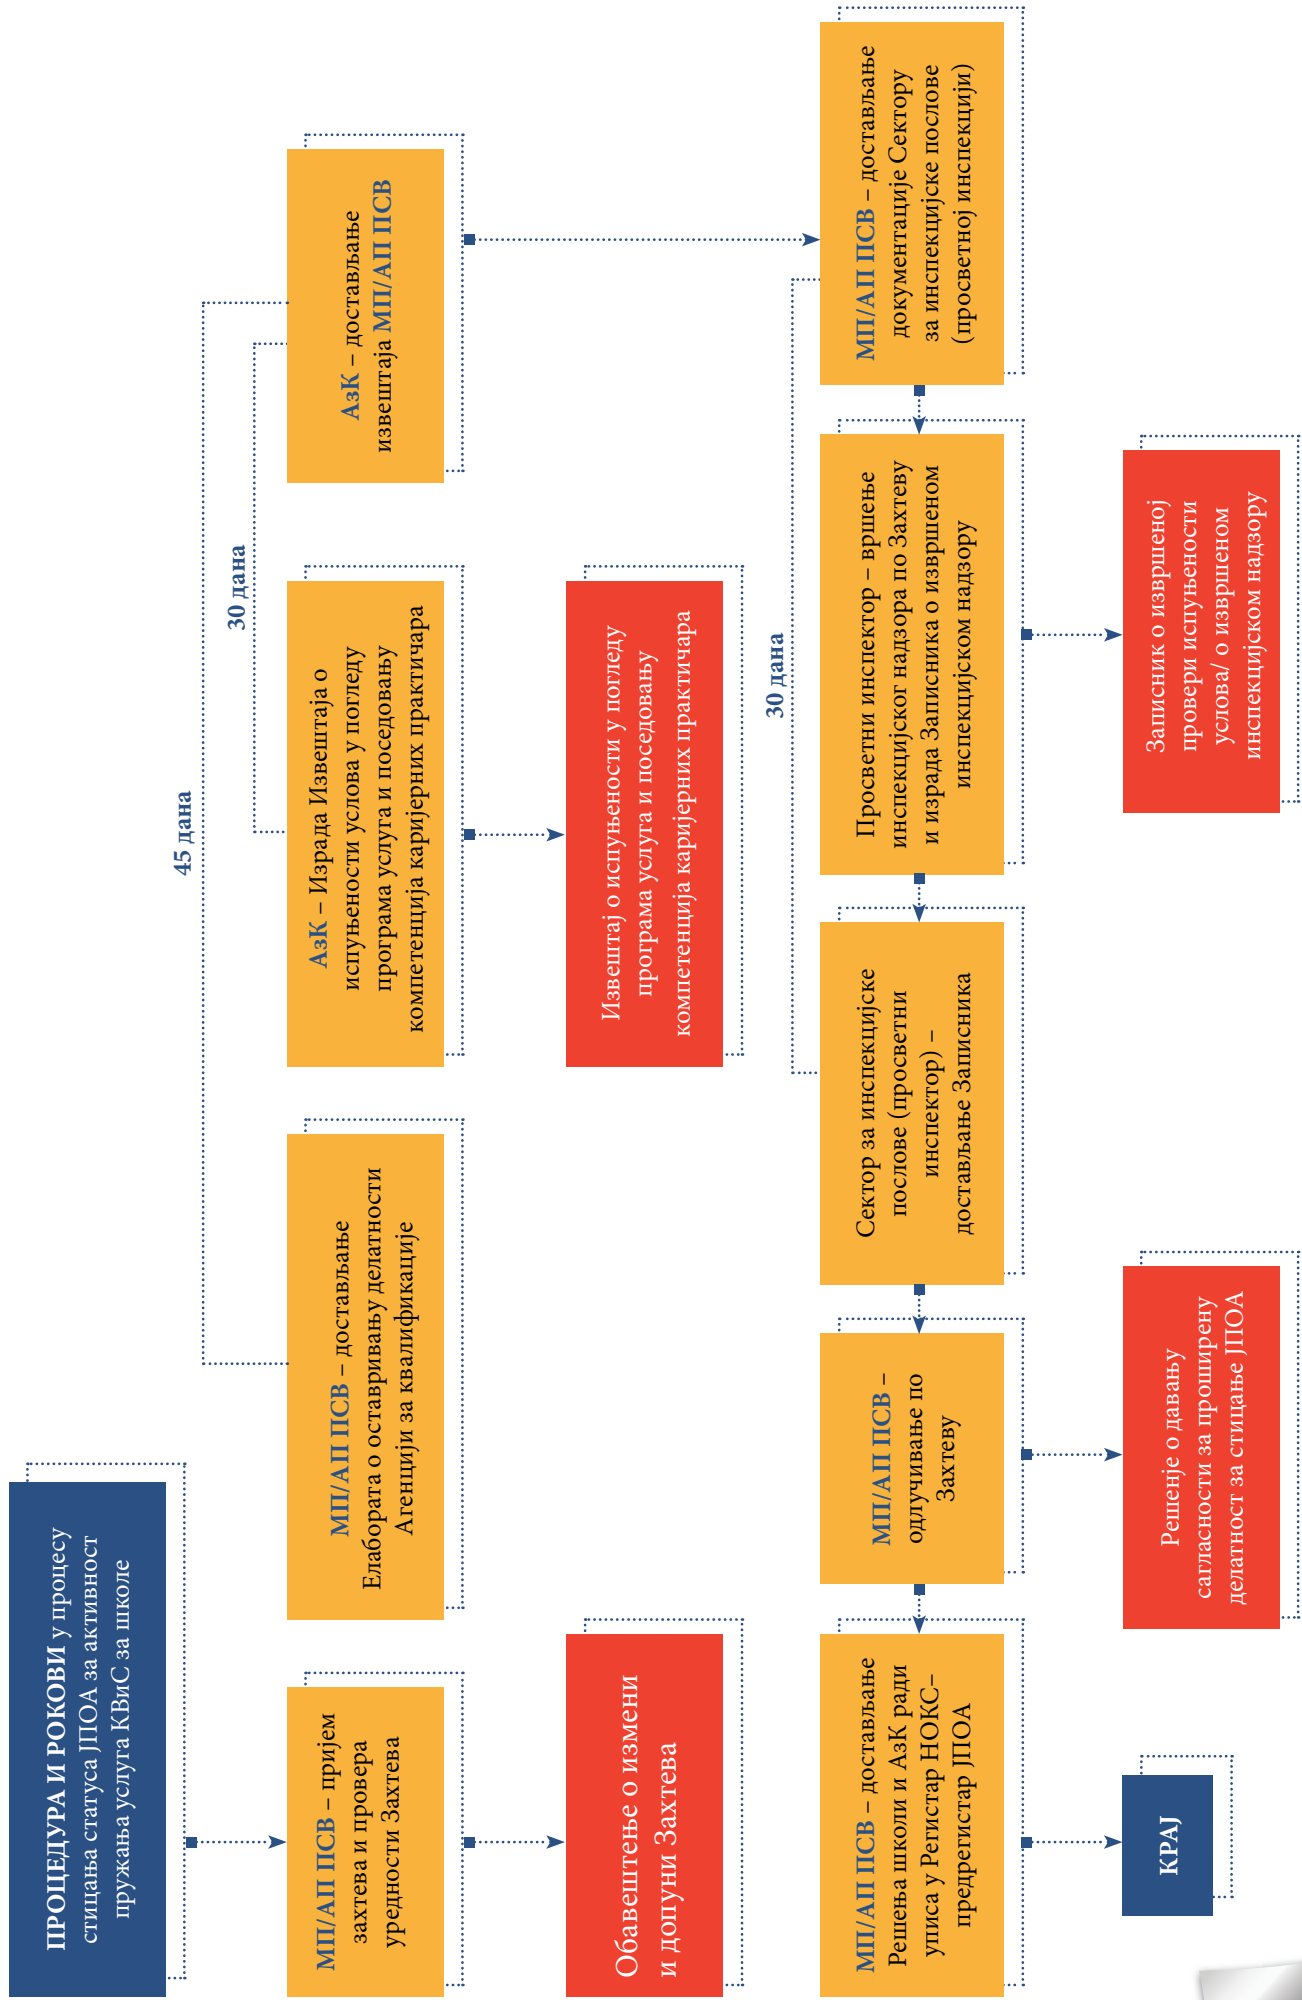 ПРОЦЕДУРА И РОКОВИ у процесу
стицања статуса ЈПОА за активност
пружања услуга КВиС за школе
МП/АП ПСВ – пријем
захтева и провера
уредности Захтева
Обавештење о измени
и допуни Захтева
МП/АП ПСВ – достављање
Елабората о оставривању делатности
Агенцији за квалификације
45 дана
30 дана
АзК – Израда Извештаја о
испуњености услова у погледу
програма услуга и поседовању
компетенција каријерних практичара
Извештај о испуњености у погледу
програма услуга и поседовању
компетенција каријерних практичара
АзК – достављање
извештаја МП/АП ПСВ
МП/АП ПСВ – достављање
документације Сектору
за инспекцијске послове
(просветној инспекцији)
30 дана
Просветни инспектор – вршење
инспекцијског надзора по Захтеву
и израда Записника о извршеном
инспекцијском надзору
Записник о извршеној
провери испуњености
услова/ о извршеном
инспекцијском надзору
Сектор за инспекцијске
послове (просветни
инспектор) –
достављање Записника
МП/АП ПСВ –
одлучивање по
Захтеву
Решење о давању
сагласности за проширену
делатност за стицање ЈПОА
МП/АП ПСВ – достављање
Решења школи и АзК ради
уписа у Регистар НОКС–
предрегистар ЈПОА
КРАЈ